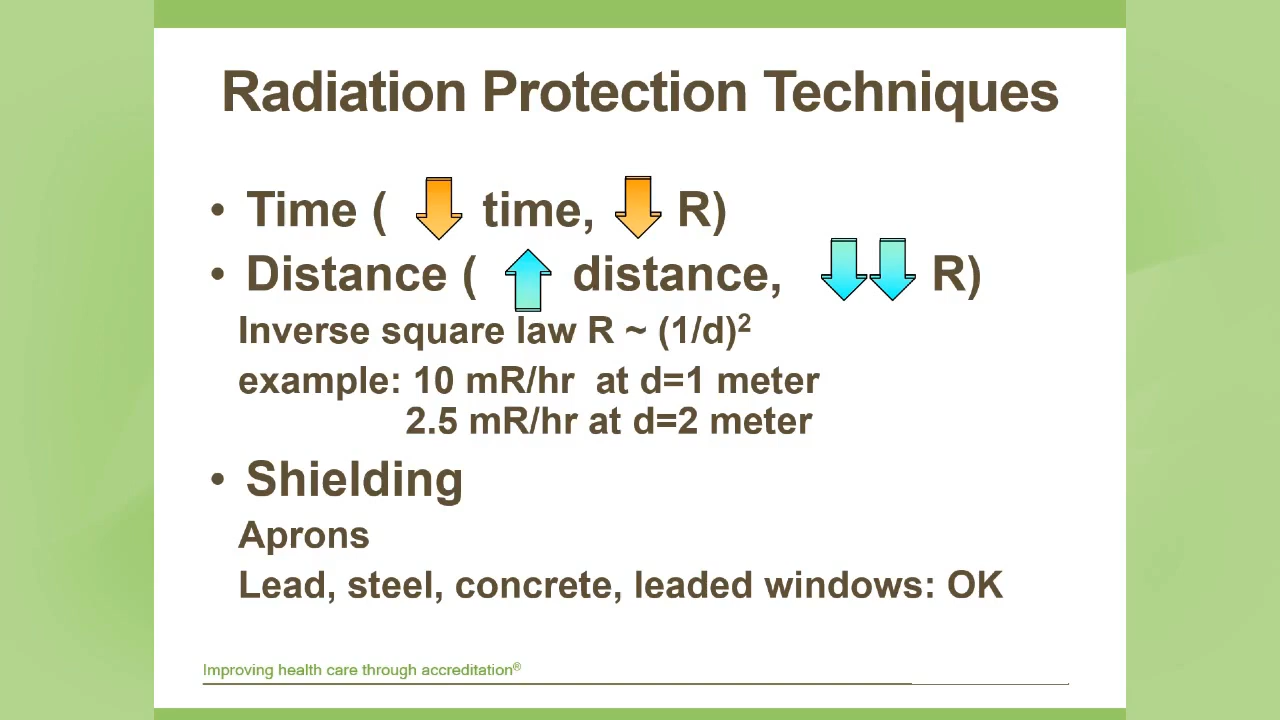 Radiation Protection Techniques
• Time ( time, R)
• Distance ( distance, R)
Inverse square law R ~ (1/d)²
example: 10 mR/hr at d=1 meter
2.5 mR/hr at d=2 meter
• Shielding
Aprons
Lead, steel, concrete, leaded windows: OK
Improving health care through accreditation®